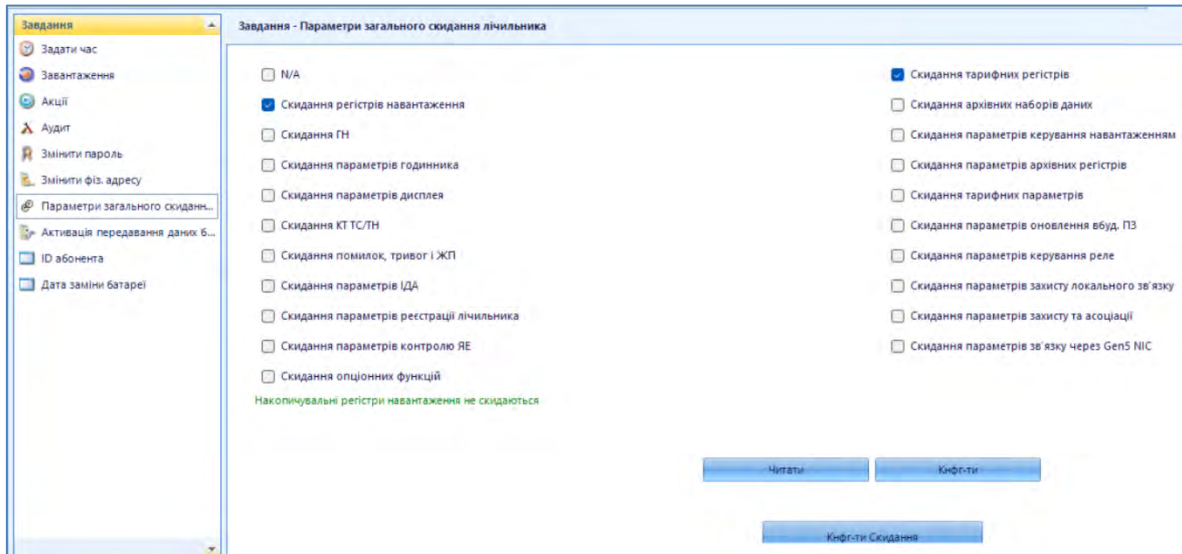 Завдання
Задати час
Завантаження
Акції
Аудит
Змінити пароль
Змінити фіз. адресу
Параметри загального скиданн...
Активація передавання даних б...
ID абонента
Дата заміни батареї
Завдання - Параметри загального скидання лічильника
N/A
Скидання регістрів навантаження
Скидання ГН
Скидання параметрів годинника
Скидання параметрів дисплея
Скидання КТ ТС/ТН
Скидання помилок, тривог і ЖП
Скидання параметрів ІДА
Скидання параметрів реєстрації лічильника
Скидання параметрів контролю ЯЕ
Скидання опціонних функцій
Накопичувальні регістри навантаження не скидаються
Скидання тарифних регістрів
Скидання архівних наборів даних
Скидання параметрів керування навантаженням
Скидання параметрів архівних регістрів
Скидання тарифних параметрів
Скидання параметрів оновлення вбуд. ПЗ
Скидання параметрів керування реле
Скидання параметрів захисту локального зв'язку
Скидання параметрів захисту та асоціації
Скидання параметрів зв'язку через Gen5 NIC
Читати
Кнфг-ти
Кнфг-ти Скидання